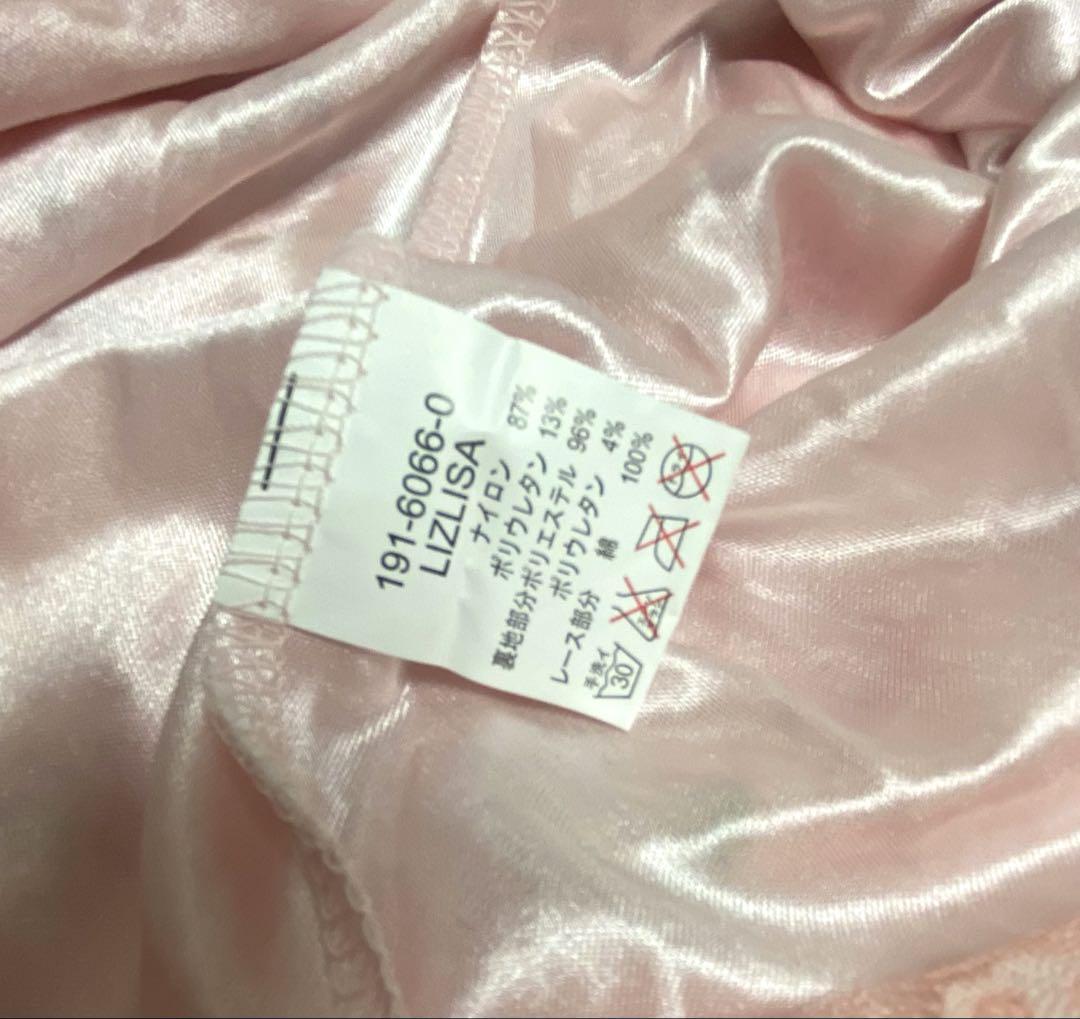 191-6066-0
LIZLISA
ナイロン 87%
ポリウレタン 13%
裏地部分ポリエステル 96%
ポリウレタン 4%
レース部分 綿 100%
手洗イ
30